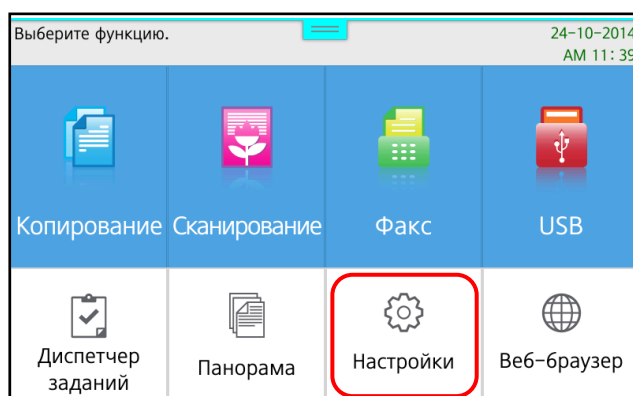 Выберите функцию.
24-10-2014
AM 11: 39
Копирование Сканирование Факс USB
Диспетчер заданий
Панорама
Настройки
Веб-браузер